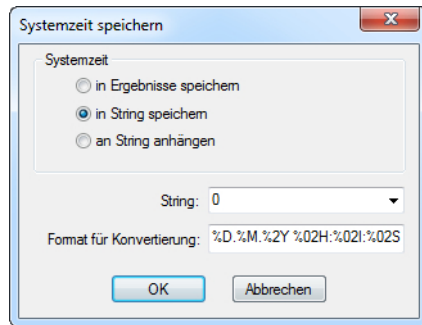 Systemzeit speichern
Systemzeit
in Ergebnisse speichern
in String speichern
an String anhängen
String: 0
Format für Konvertierung: %D.%M.%2Y %02H:%02I:%02S
OK Abbrechen